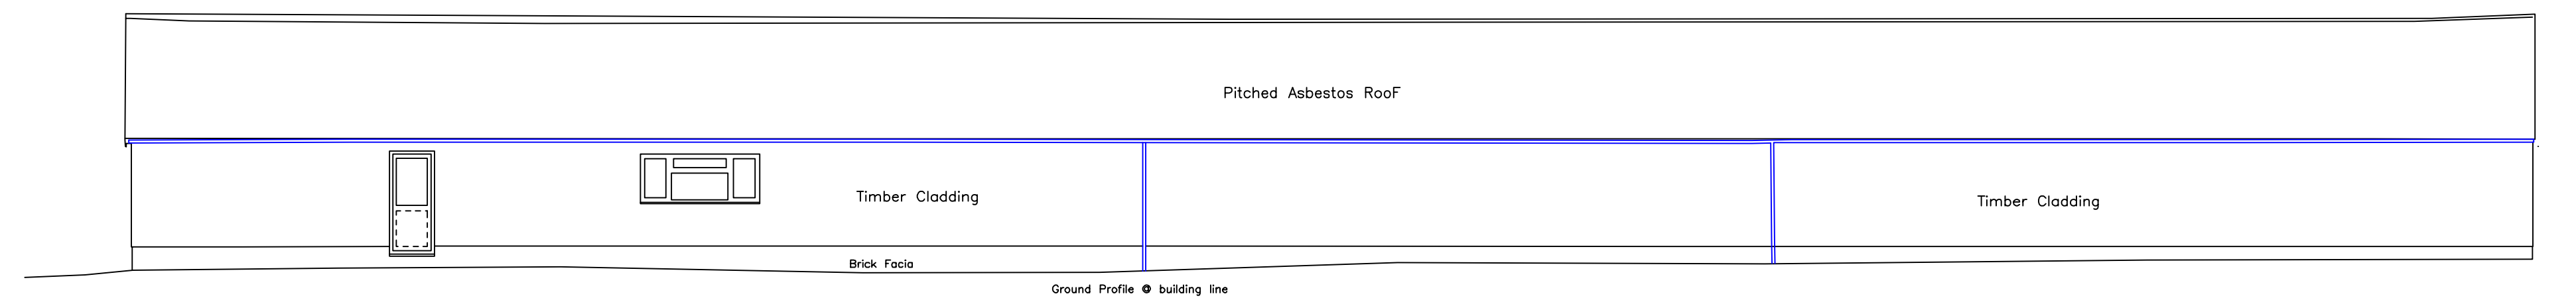 Pitched Asbestos RooF
Timber Cladding
Timber Cladding
Brick Facia
Ground Profile @ building line